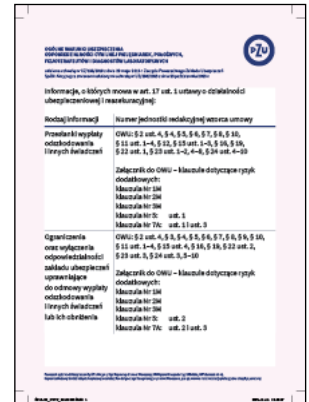 OGÓLNE WARUNKI UBEZPIECZENIA
ODPOWIEDZIALNOŚCI CYWILNEJ PIELĘGNIAREK, POŁOŻNYCH,
FIZJOTERAPEUTÓW I DIAGNOSTÓW LABORATORYJNYCH
PZU
Informacje, o których mowa w art. 17 ust. 1 ustawy o działalności
ubezpieczeniowej i reasekuracyjnej:
Rodzaj informacji Numer jednostki redakcyjnej wzorca umowy
Przesłanki wypłaty
odszkodowania
i innych świadczeń
OWU: § 2 ust. 4, § 4, § 5, § 6, § 7, § 8, § 10,
§ 11 ust. 1–4, § 12, § 15 ust. 1–3, § 16, § 19,
§ 22 ust. 1, § 23 ust. 1–2, 4–8, § 24 ust. 4–10
Załącznik do OWU – klauzule dotyczące ryzyk
dodatkowych:
klauzula Nr 1M
klauzula Nr 2M
klauzula Nr 3M
klauzula Nr 5: ust. 1
klauzula Nr 7A: ust. 1 i ust. 3
Ograniczenia
oraz wyłączenia
odpowiedzialności
zakładu ubezpieczeń
uprawniające
do odmowy wypłaty
odszkodowania
i innych świadczeń
lub ich obniżenia
OWU: § 2 ust. 4, § 3, § 4, § 5, § 6, § 7, § 8, § 9, § 10,
§ 11 ust. 1–4, § 15 ust. 4, § 16, § 19, § 22 ust. 2,
§ 23 ust. 3, § 24 ust. 3, 5–10
Załącznik do OWU – klauzule dotyczące ryzyk
dodatkowych:
klauzula Nr 1M
klauzula Nr 2M
klauzula Nr 3M
klauzula Nr 5: ust. 2
klauzula Nr 7A: ust. 2 i ust. 3